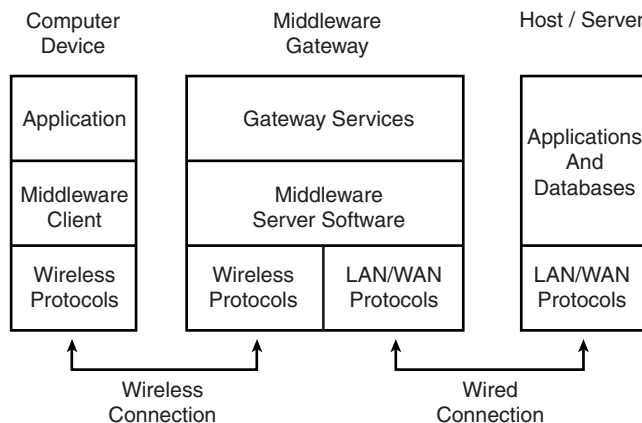 Computer
Device
Middleware
Gateway
Host / Server
Application
Middleware
Client
Wireless
Protocols
Gateway Services
Middleware
Server Software
Wireless
Protocols
LAN/WAN
Protocols
Applications
And
Databases
LAN/WAN
Protocols
Wireless
Connection
Wired
Connection